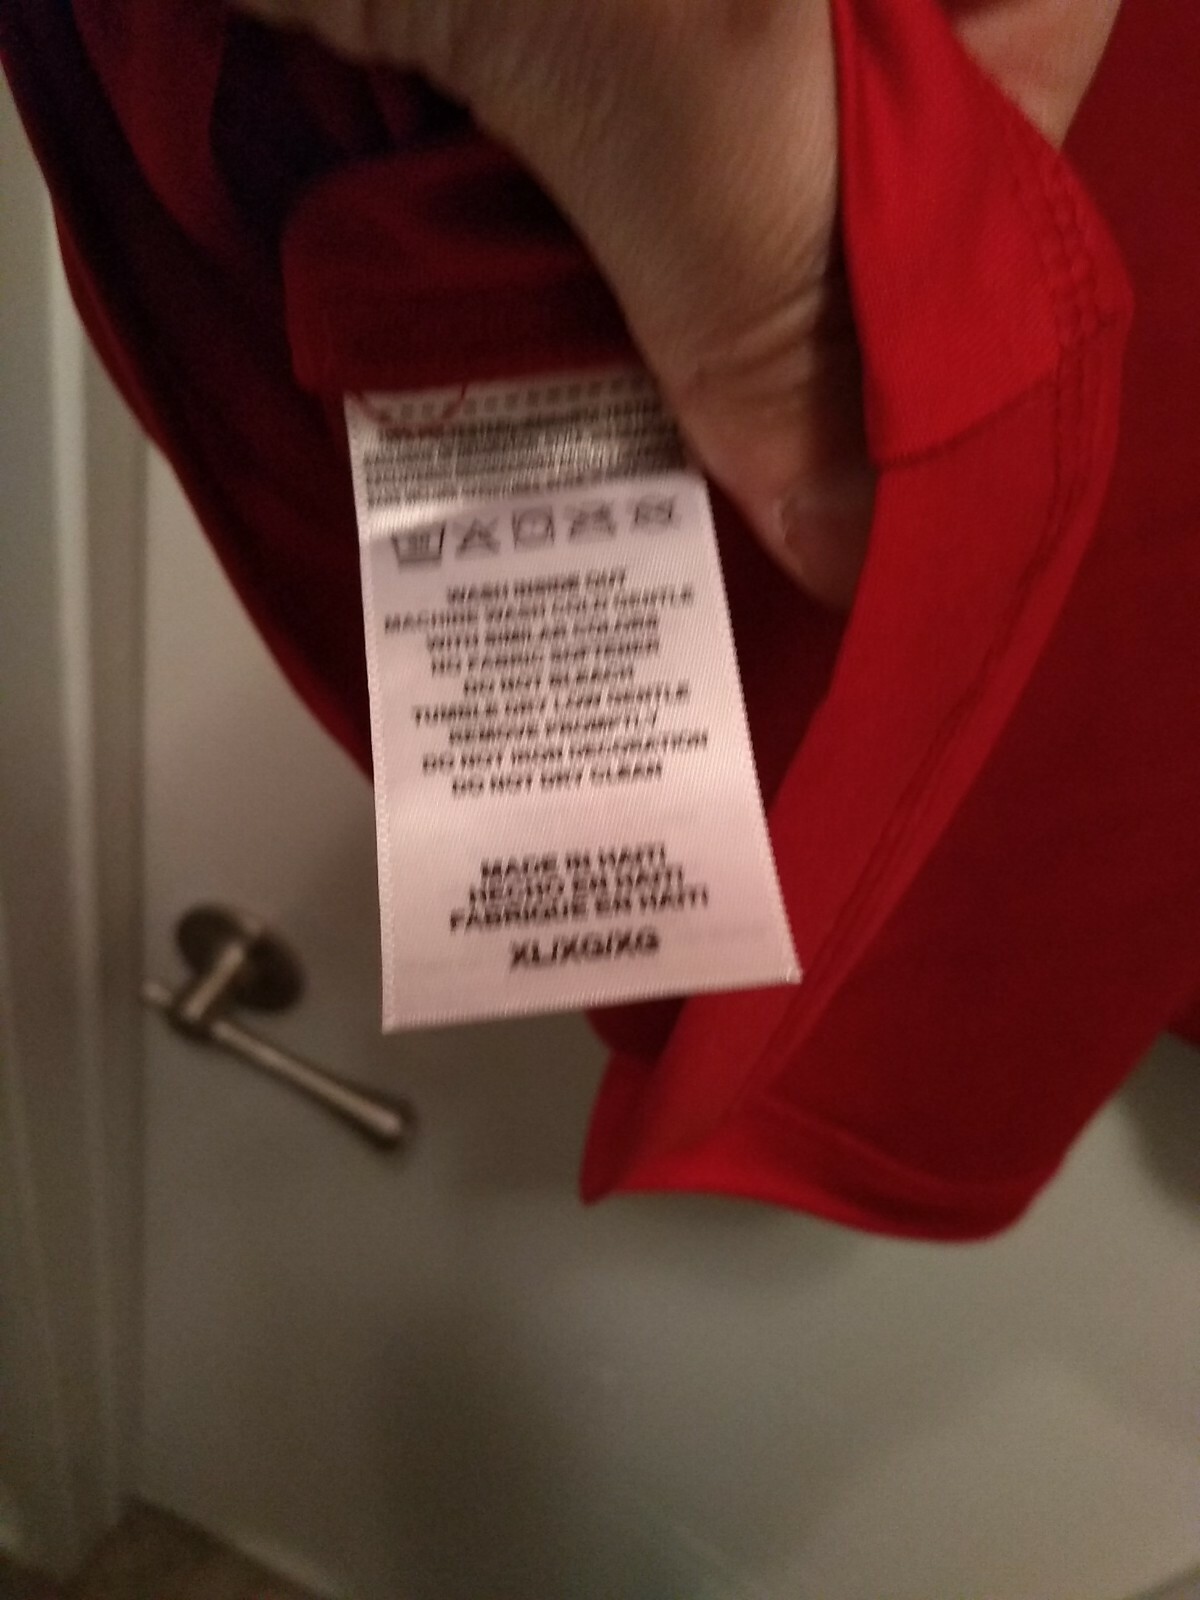 WASH INSIDE OUT
MACHINE WASH COLD GENTLE
WITH SIMILAR COLORS
NO FABRIC SOFTENER
DO NOT BLEACH
TUMBLE DRY LOW GENTLE
REMOVE PROMPTLY
DO NOT IRON DECORATION
DO NOT DRY CLEAN
MADE IN HAITI
HECHO EN HAITI
FABRIQUE EN HAITI
XL/XG/XG